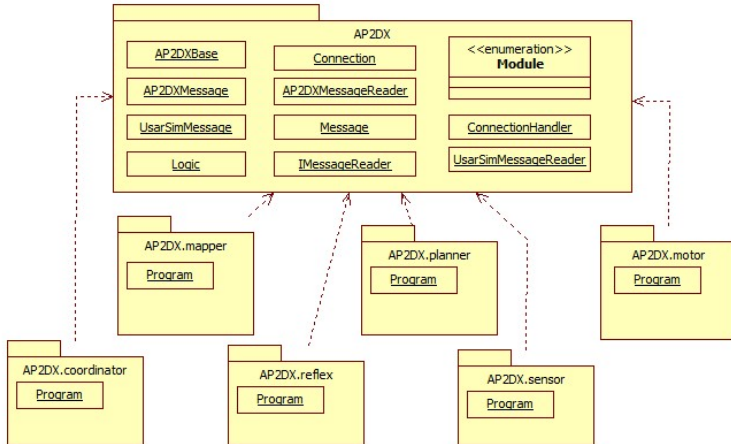 AP2DX
AP2DXBase
Connection
<<enumeration>>
Module
AP2DXMessage
AP2DXMessageReader
UsarSimMessage
Message
ConnectionHandler
Logic
IMessageReader
UsarSimMessageReader
AP2DX.mapper
Program
AP2DX.planner
Program
AP2DX.motor
Program
AP2DX.coordinator
Program
AP2DX.reflex
Program
AP2DX.sensor
Program